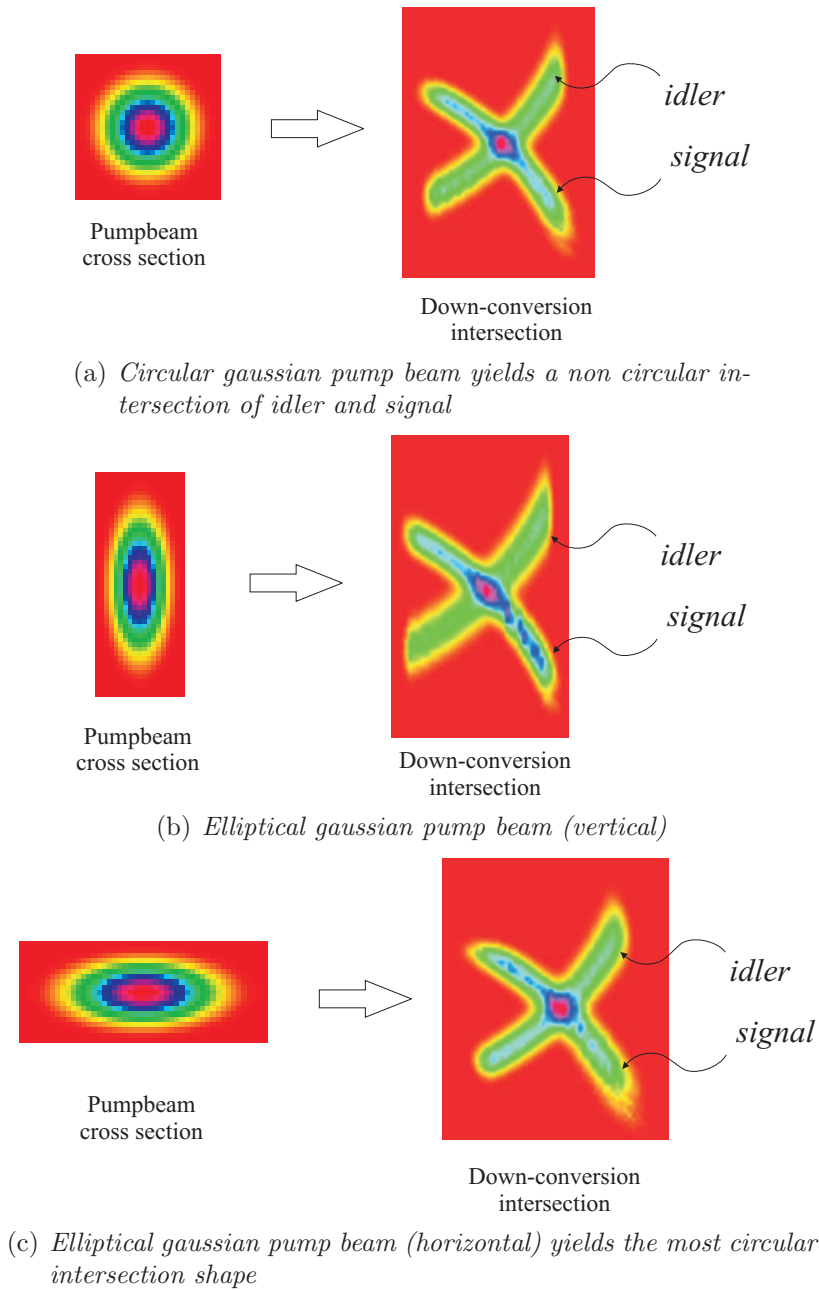 idler
signal
Pumpbeam
cross section
Down-conversion
intersection
(a) Circular gaussian pump beam yields a non circular in-
tersection of idler and signal
idler
signal
Pumpbeam
cross section
Down-conversion
intersection
(b) Elliptical gaussian pump beam (vertical)
idler
signal
Pumpbeam
cross section
Down-conversion
intersection
(c) Elliptical gaussian pump beam (horizontal) yields the most circular
intersection shape